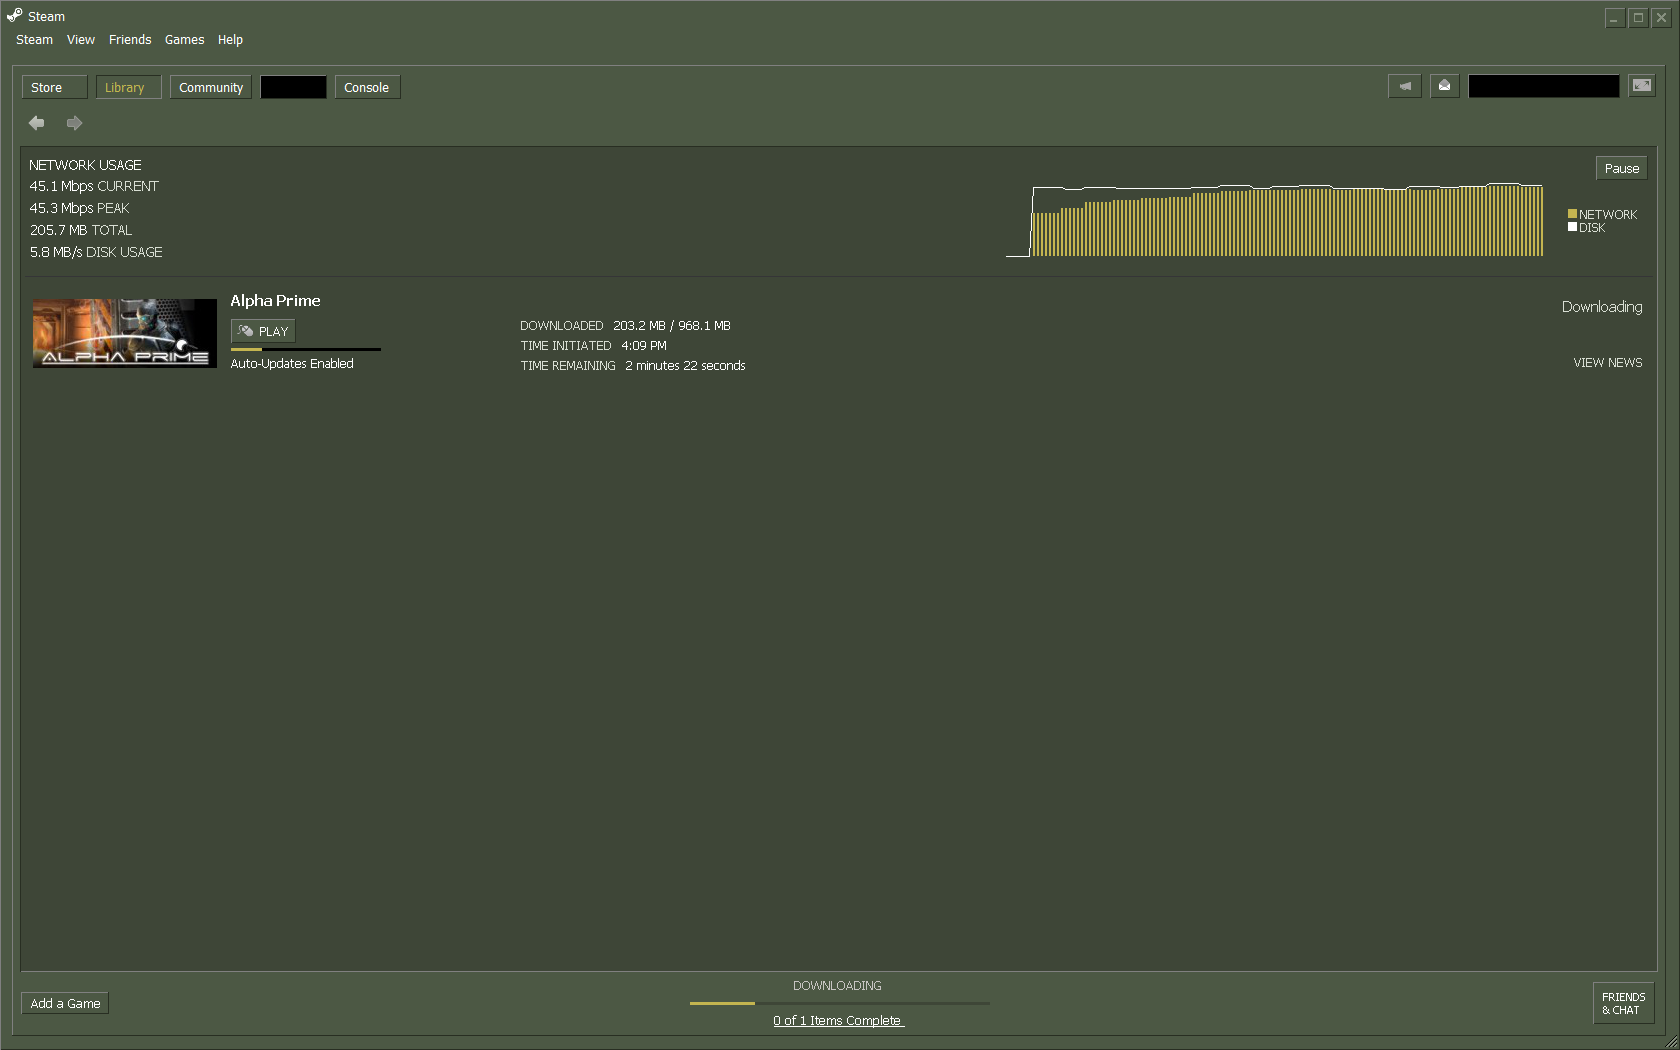 Steam
Steam View Friends Games Help
Store Library Community Console
NETWORK USAGE
45.1 Mbps CURRENT
45.3 Mbps PEAK
205.7 MB TOTAL
5.8 MB/s DISK USAGE
Pause
NETWORK
DISK
ALPHA PRIME
Alpha Prime
PLAY
Auto-Updates Enabled
DOWNLOADED 203.2 MB / 968.1 MB
TIME INITIATED 4:09 PM
TIME REMAINING 2 minutes 22 seconds
Downloading
VIEW NEWS
Add a Game
DOWNLOADING
0 of 1 Items Complete
FRIENDS
& CHAT